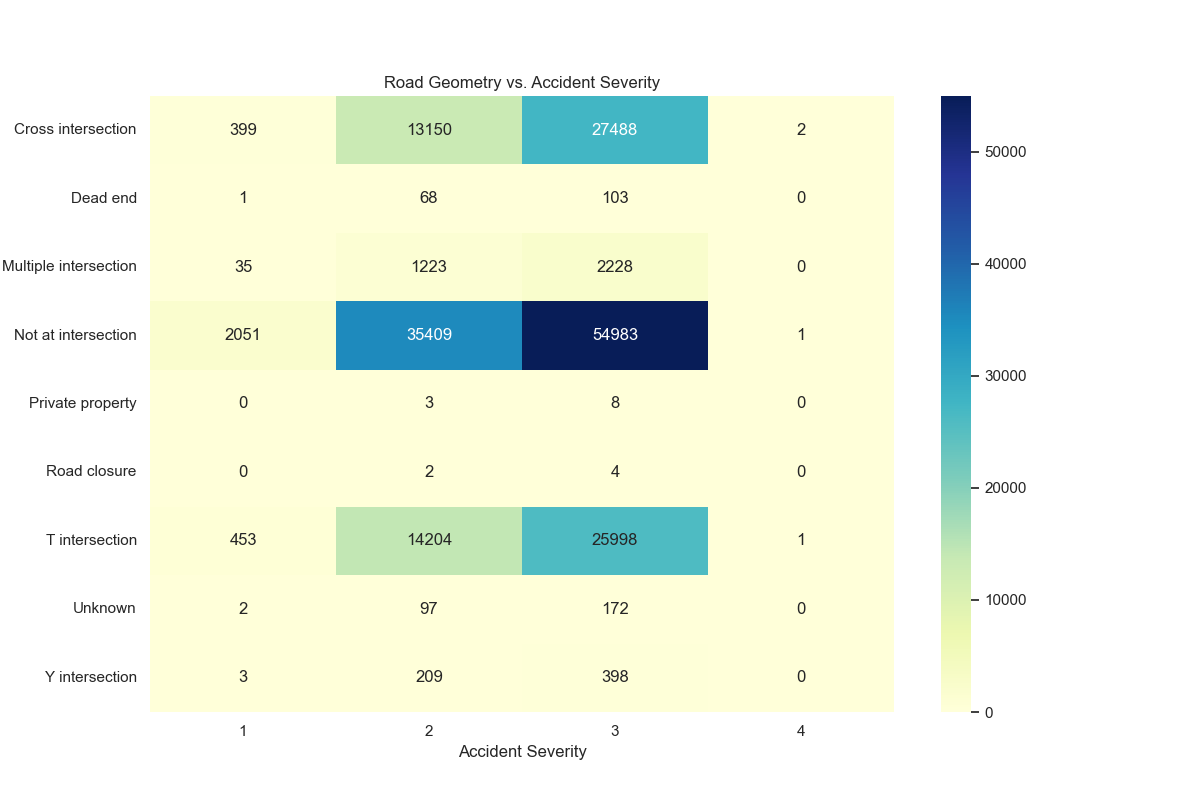 Road Geometry vs. Accident Severity
Cross intersection 399 13150 27488 2
Dead end 1 68 103 0
Multiple intersection 35 1223 2228 0
Not at intersection 2051 35409 54983 1
Private property 0 3 8 0
Road closure 0 2 4 0
T intersection 453 14204 25998 1
Unknown 2 97 172 0
Y intersection 3 209 398 0
1 2 3 4
Accident Severity
50000
40000
30000
20000
10000
0